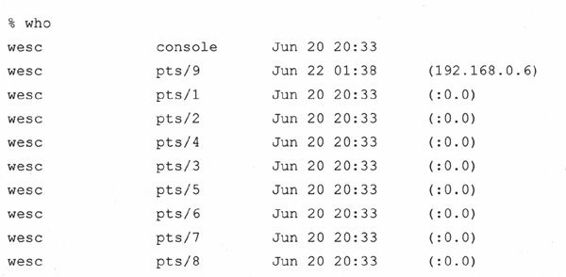 % who
wesc console Jun 20 20:33
wesc pts/9 Jun 22 01:38 (192.168.0.6)
wesc pts/1 Jun 20 20:33 (:0.0)
wesc pts/2 Jun 20 20:33 (:0.0)
wesc pts/4 Jun 20 20:33 (:0.0)
wesc pts/3 Jun 20 20:33 (:0.0)
wesc pts/5 Jun 20 20:33 (:0.0)
wesc pts/6 Jun 20 20:33 (:0.0)
wesc pts/7 Jun 20 20:33 (:0.0)
wesc pts/8 Jun 20 20:33 (:0.0)